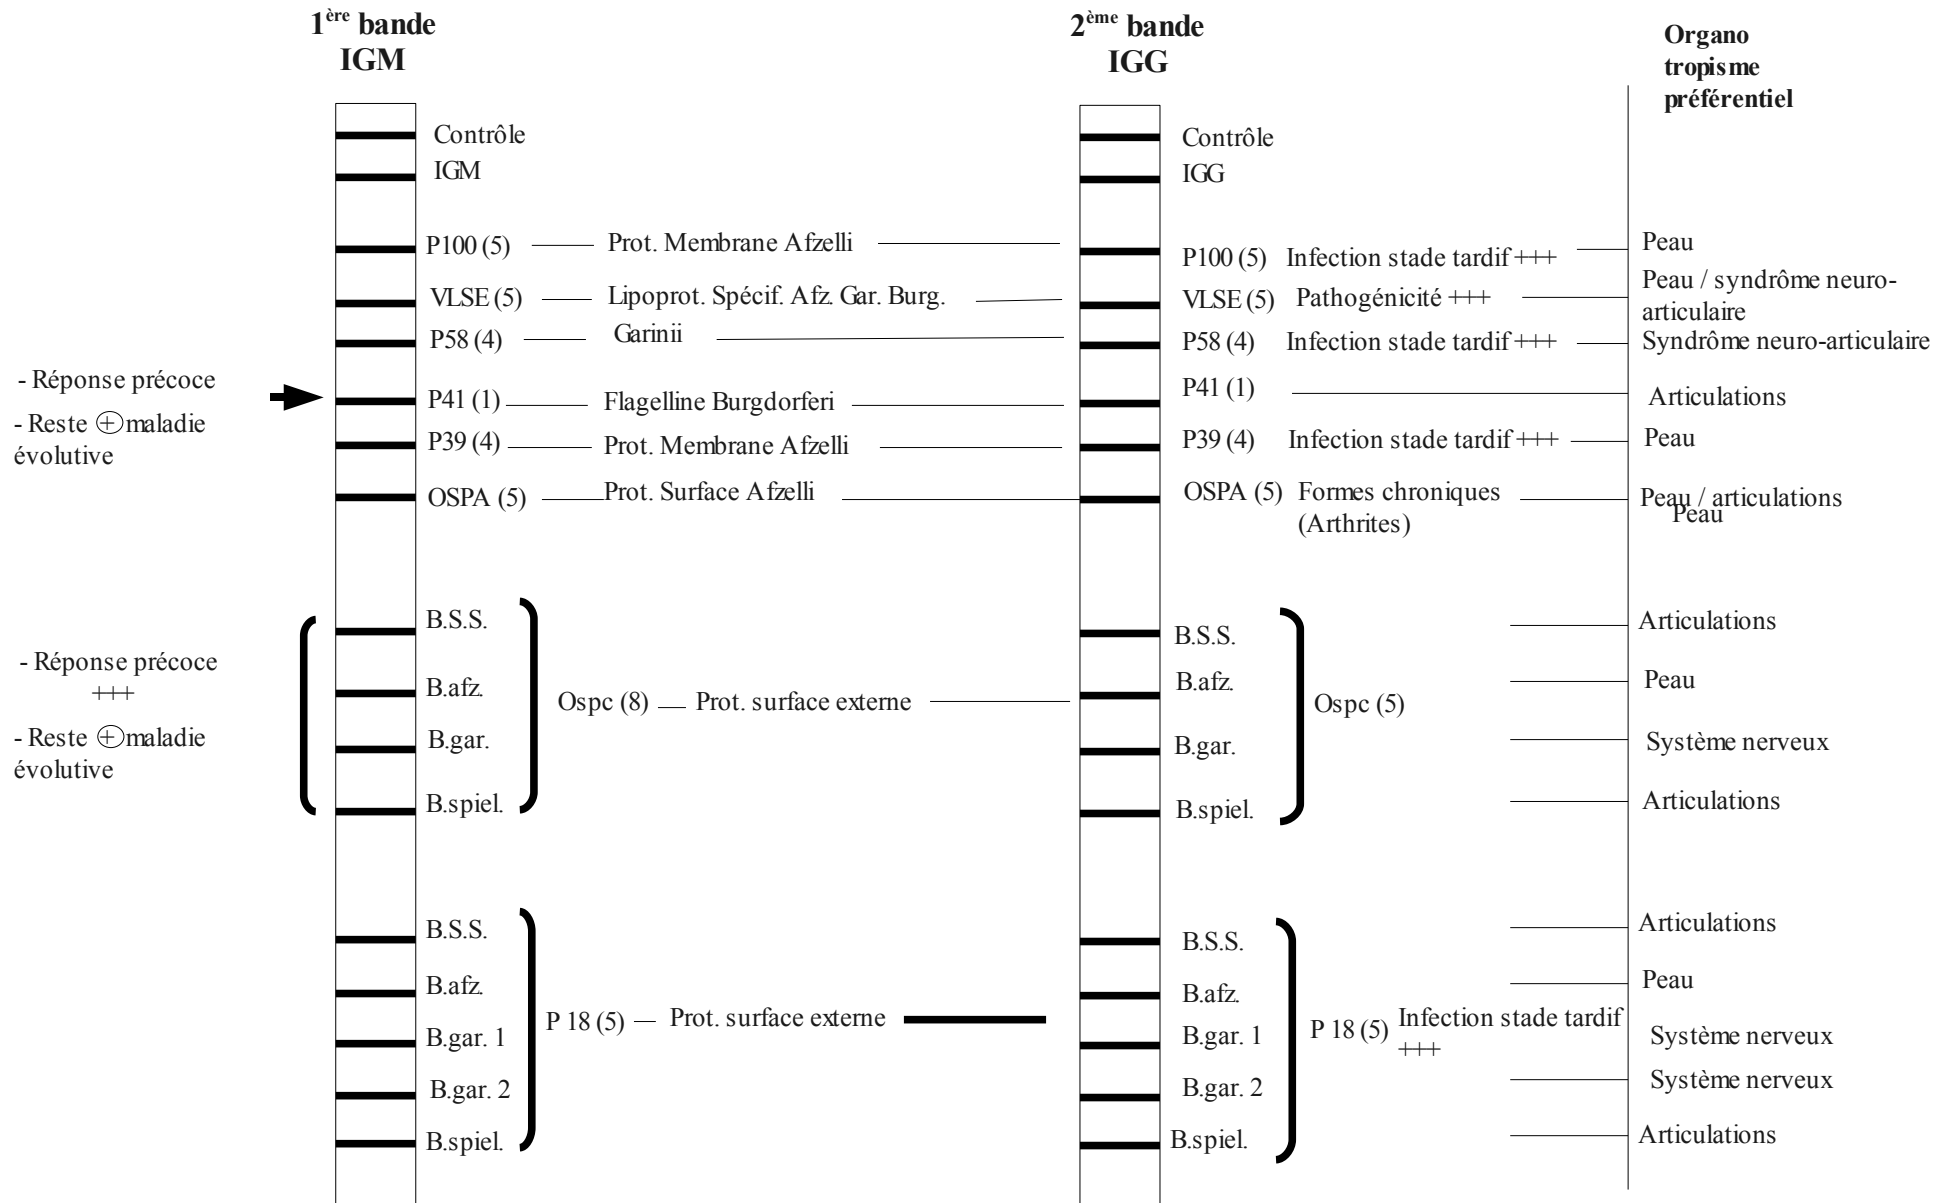 1ère bande
IGM
2ème bande
IGG
Organo
tropisme
préférentiel
Contrôle
IGM
Contrôle
IGG
P100 (5) Prot. Membrane Afzelli P100 (5) Infection stade tardif +++ Peau
VLSE (5) Lipoprot. Spécif. Afz. Gar. Burg. VLSE (5) Pathogénicité +++ Peau / syndrôme neuro-
articulaire
P58 (4) Garinii P58 (4) Infection stade tardif +++ Syndrôme neuro-articulaire
- Réponse précoce
- Reste ⊕ maladie
évolutive
P41 (1) Flagelline Burgdorferi P41 (1) Articulations
P39 (4) Prot. Membrane Afzelli P39 (4) Infection stade tardif +++ Peau
OSPA (5) Prot. Surface Afzelli OSPA (5) Formes chroniques Peau / articulations
(Arthrites) Peau
- Réponse précoce
+++
- Reste ⊕ maladie
évolutive
B.S.S.
B.afz.
B.gar.
B.spiel.
Ospc (8) Prot. surface externe
B.S.S.
B.afz.
B.gar.
B.spiel.
Ospc (5)
Articulations
Peau
Système nerveux
Articulations
B.S.S.
B.afz.
B.gar. 1
B.gar. 2
B.spiel.
P 18 (5) Prot. surface externe
B.S.S.
B.afz.
B.gar. 1
B.gar. 2
B.spiel.
P 18 (5) Infection stade tardif
+++
Articulations
Peau
Système nerveux
Système nerveux
Articulations